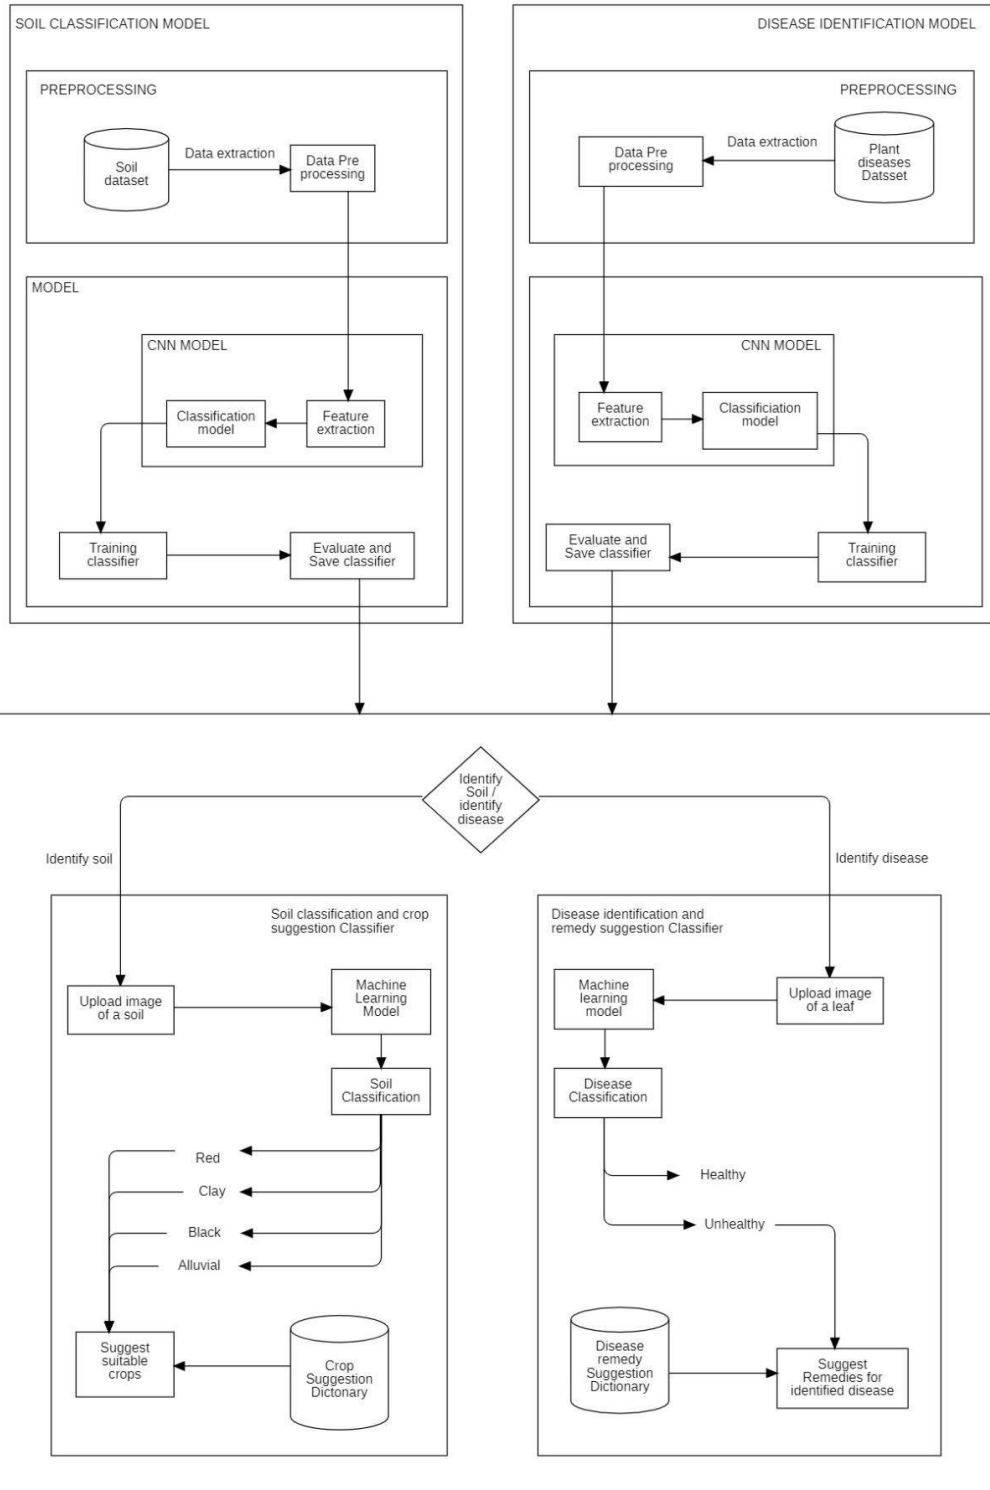 SOIL CLASSIFICATION MODEL
PREPROCESSING
Soil
dataset
Data extraction
Data Pre
processing
MODEL
CNN MODEL
Classification
model
Feature
extraction
Training
classifier
Evaluate and
Save classifier
DISEASE IDENTIFICATION MODEL
PREPROCESSING
Data Pre
processing
Data extraction
Plant
diseases
Datsset
CNN MODEL
Feature
extraction
Classificiation
model
Evaluate and
Save classifier
Training
classifier
Identify
Soil /
identify
disease
Identify soil
Identify disease
Soil classification and crop
suggestion Classifier
Upload image
of a soil
Machine
Learning
Model
Soil
Classification
Red
Clay
Black
Alluvial
Suggest
suitable
crops
Crop
Suggestion
Dictonary
Disease identification and
remedy suggestion Classifier
Machine
learning
model
Upload image
of a leaf
Disease
Classification
Healthy
Unhealthy
Disease
remedy
Suggestion
Dictionary
Suggest
Remedies for
identified disease